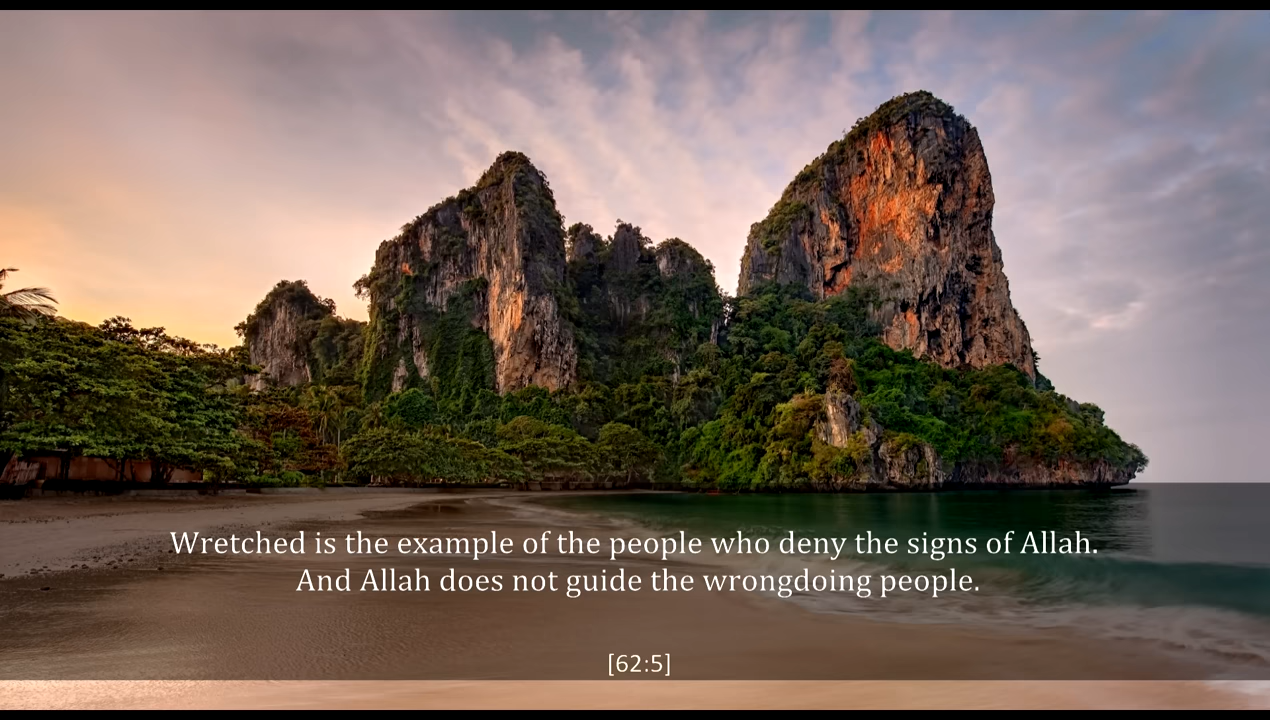 Wretched is the example of the people who deny the signs of Allah.
And Allah does not guide the wrongdoing people.
[62:5]